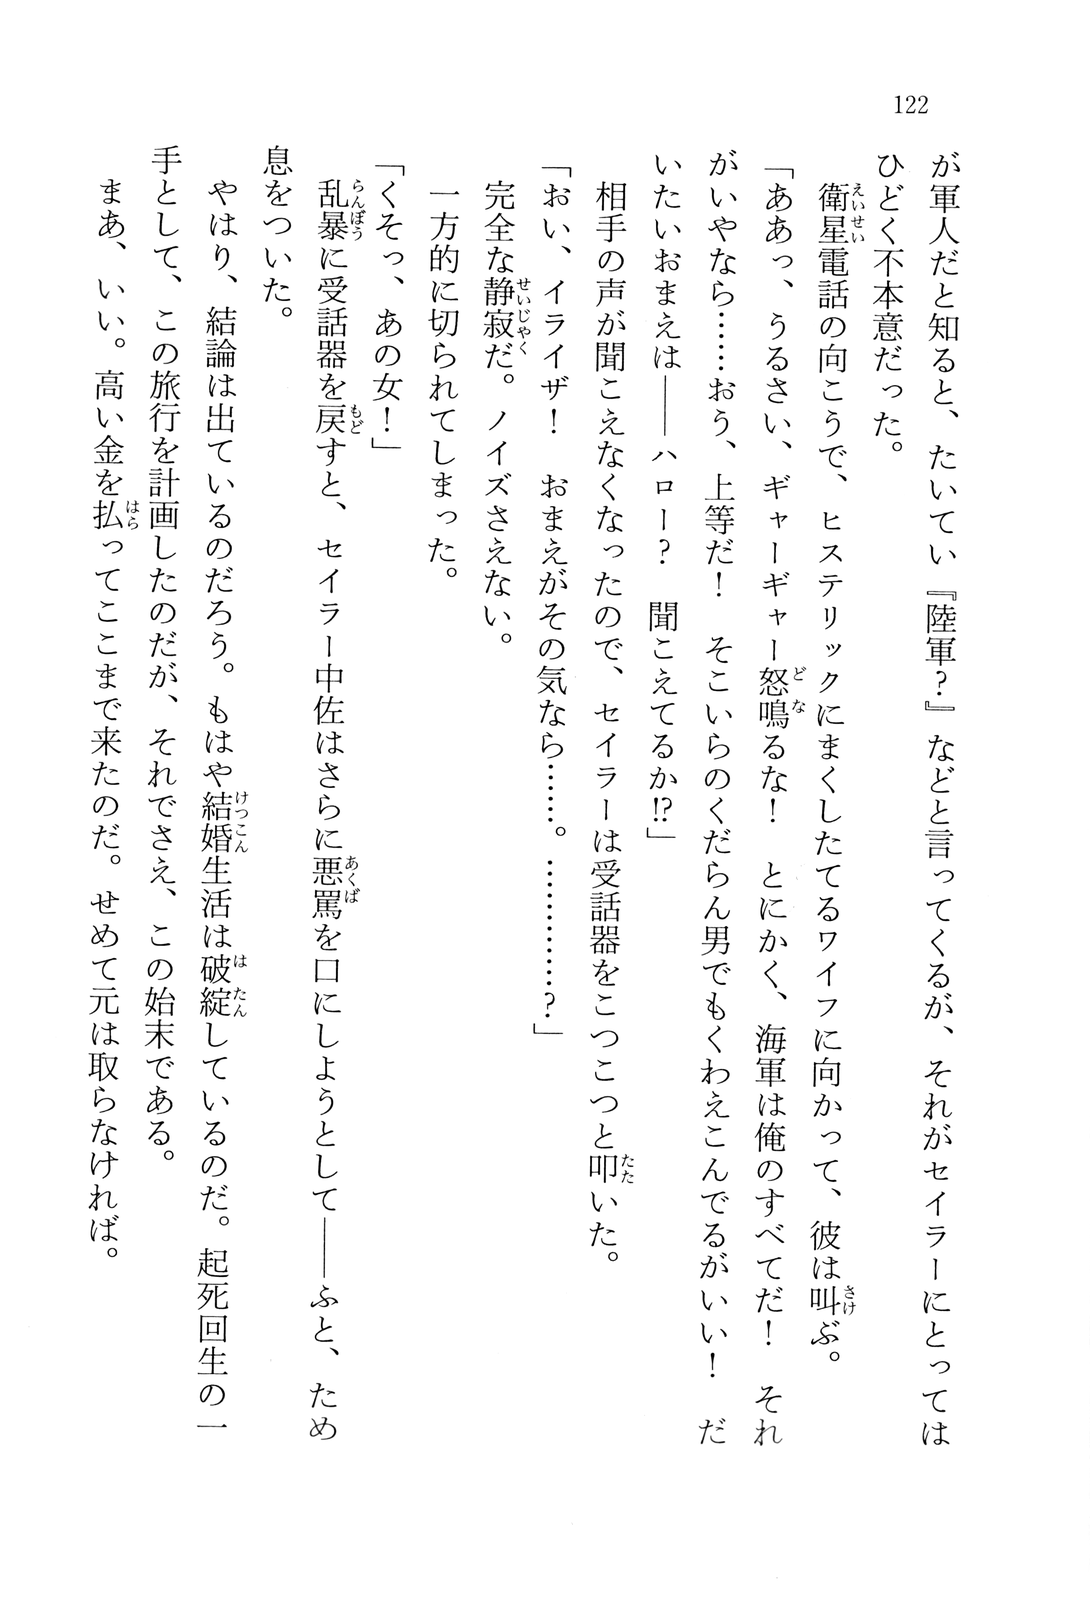 122
が軍人だと知ると、たいてい『陸軍?』などと言ってくるが、それがセイラーにとっては
ひどく不本意だった。
衛星電話の向こうで、ヒステリックにまくしたてるワイフに向かって、彼は叫ぶ。
「ああっ、うるさい、ギャーギャー怒鳴るな!　とにかく、海軍は俺のすべてだ!　それ
がいやなら……おう、上等だ!　そこいらのくだらん男でもくわえこんでるがいい!　だ
いたいおまえは――ハロー?　聞こえてるか!?」
相手の声が聞こえなくなったので、セイラーは受話器をこつこつと叩いた。
「おい、イライザ!　おまえがその気なら……。…………?」
完全な静寂だ。ノイズさえない。
一方的に切られてしまった。
「くそっ、あの女!」
乱暴に受話器を戻すと、セイラー中佐はさらに悪罵を口にしようとして――ふと、ため
息をついた。
やはり、結論は出ているのだろう。もはや結婚生活は破綻しているのだ。起死回生の一
手として、この旅行を計画したのだが、それでさえ、この始末である。
まあ、いい。高い金を払ってここまで来たのだ。せめて元は取らなければ。